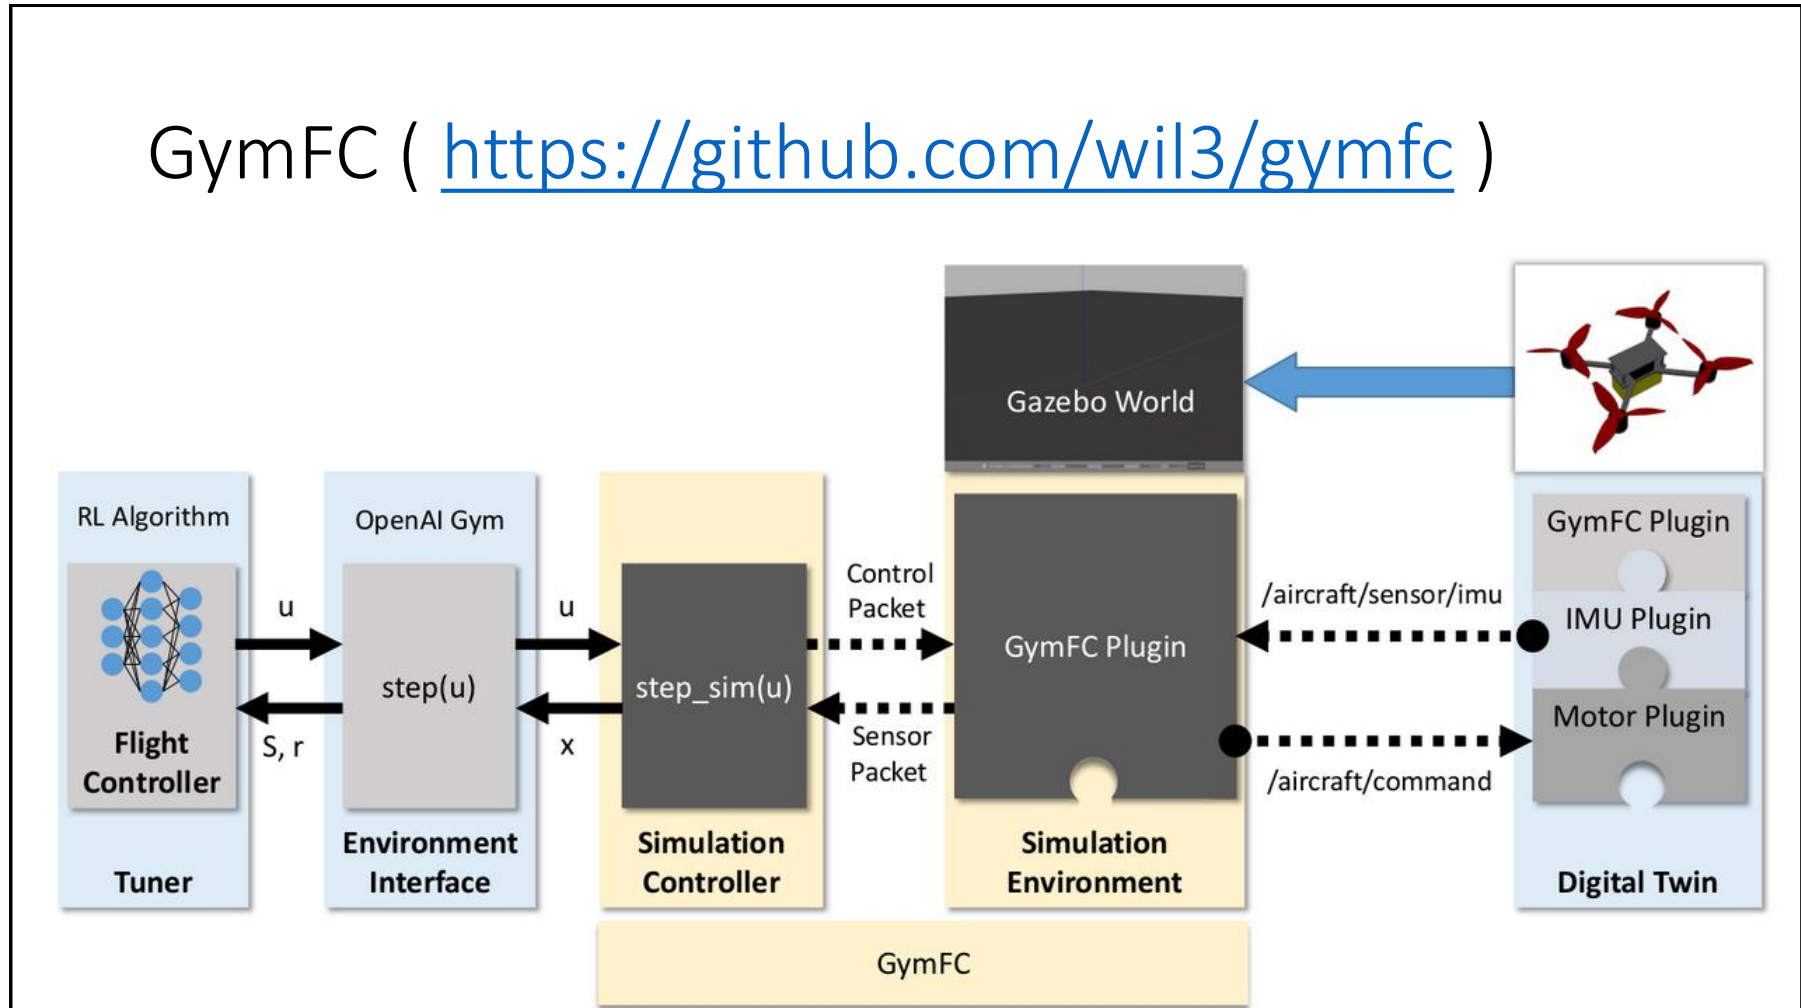 GymFC ( https://github.com/wil3/gymfc )
Gazebo World
RL Algorithm
Flight
Controller
Tuner
u
S, r
OpenAI Gym
step(u)
Environment
Interface
u
x
step_sim(u)
Simulation
Controller
Control
Packet
Sensor
Packet
GymFC Plugin
Simulation
Environment
/aircraft/sensor/imu
/aircraft/command
GymFC Plugin
IMU Plugin
Motor Plugin
Digital Twin
GymFC